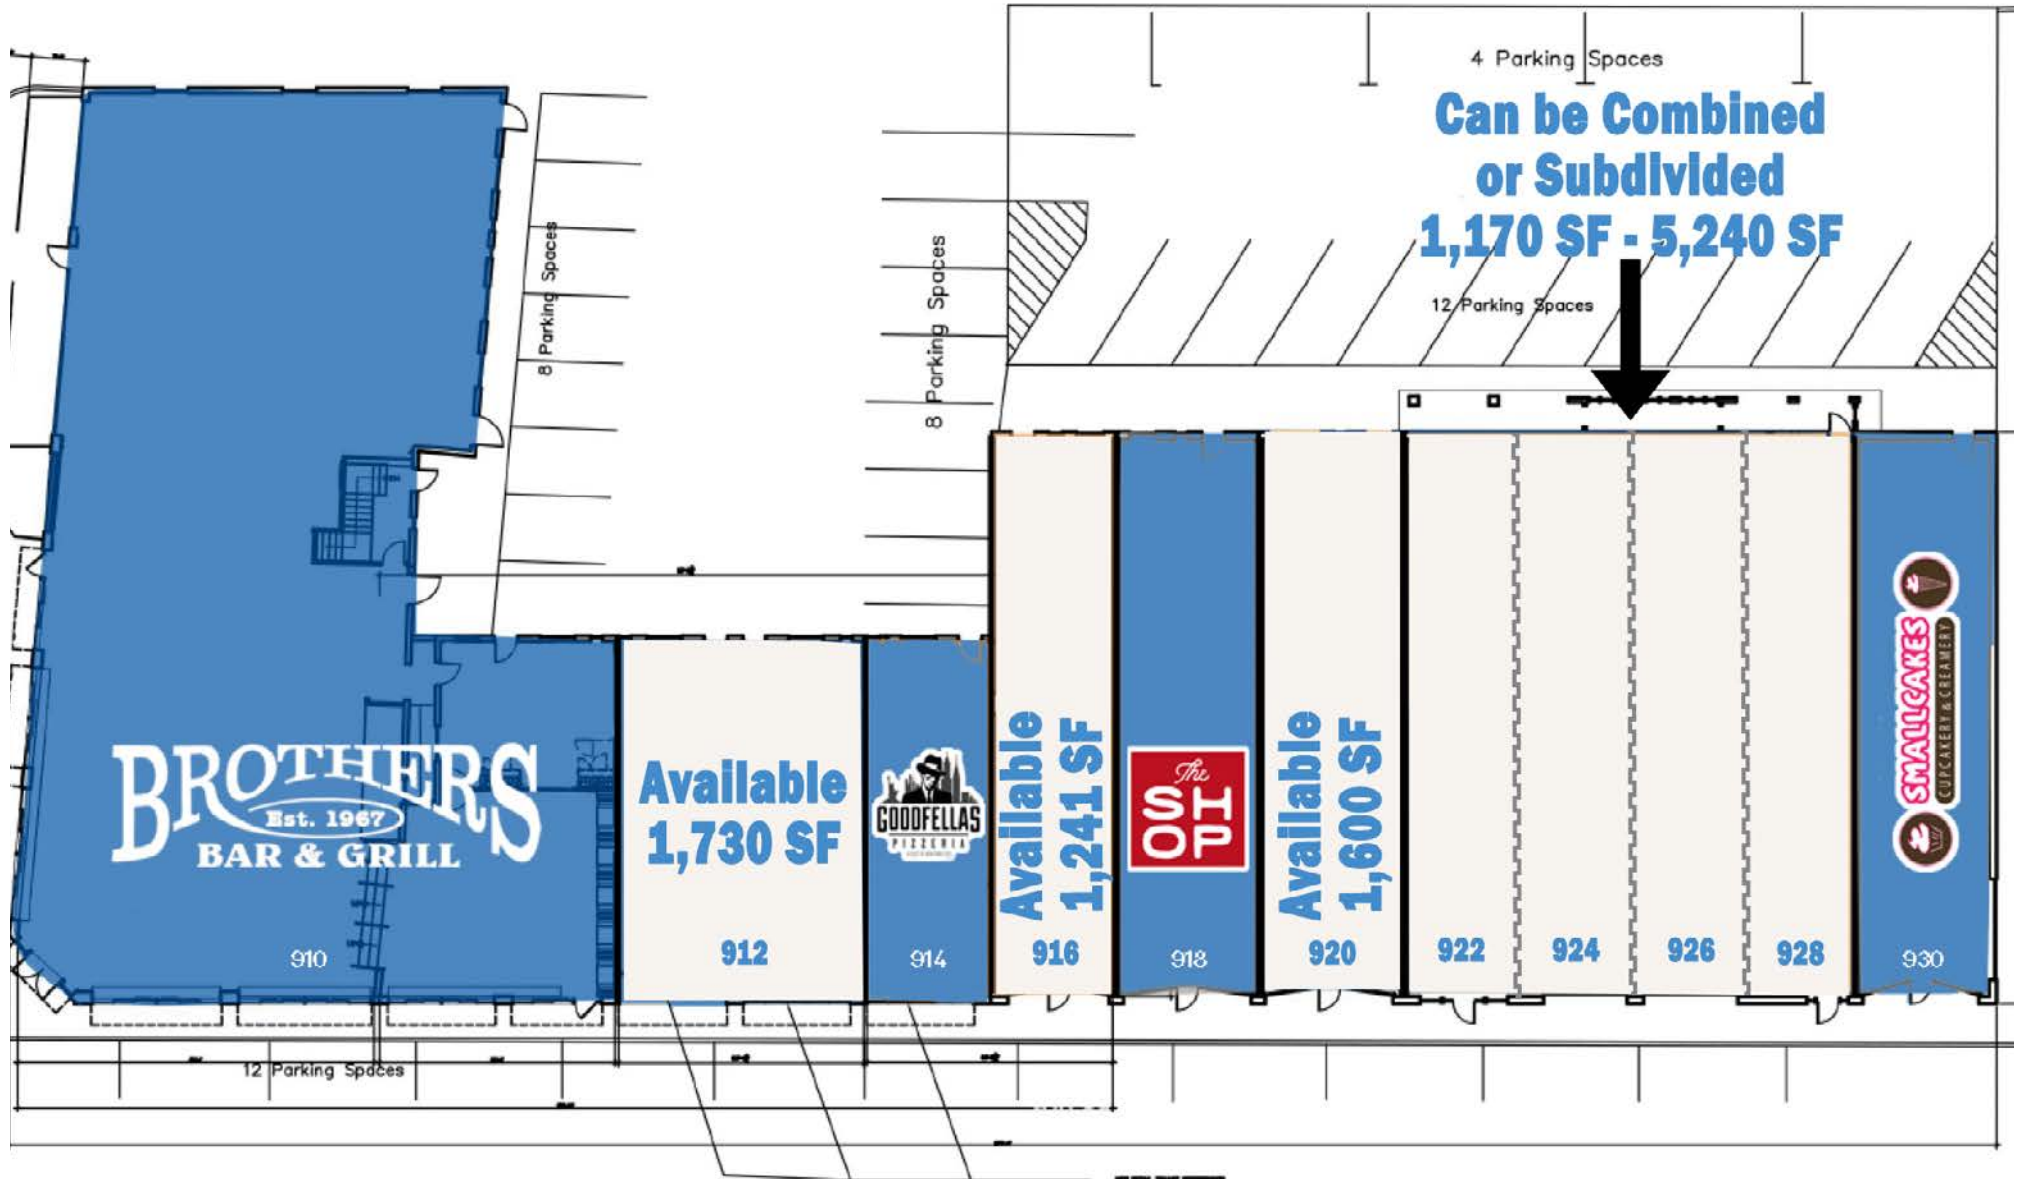 4 Parking Spaces
Can be Combined
or Subdivided
1,170 SF - 5,240 SF
12 Parking Spaces
8 Parking Spaces
8 Parking Spaces
BROTHERS
Est. 1967
BAR & GRILL
910
Available
1,730 SF
912
GOODFELLAS
PIZZERIA
914
Available
1,241 SF
916
The
SH
OP
918
Available
1,600 SF
920
922
924
926
928
SMALLCAKES
CUPCAKERY & CREAMERY
930
12 Parking Spaces